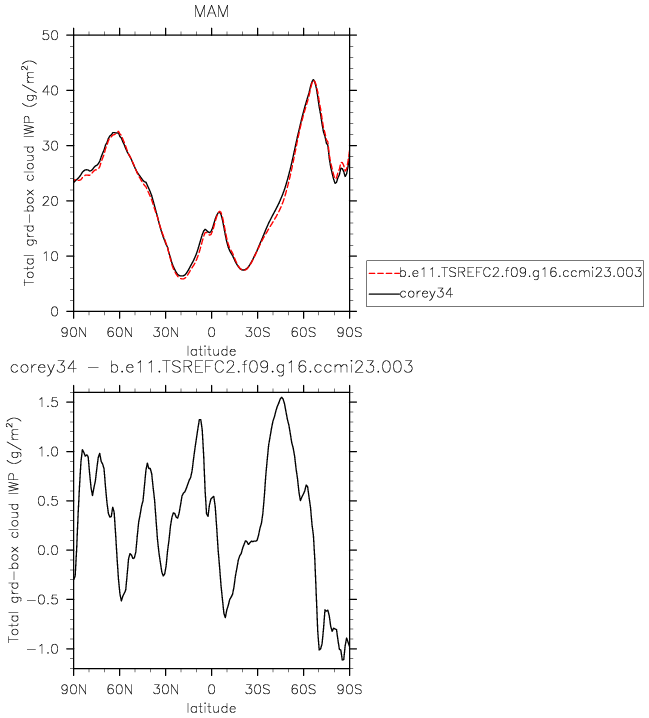 MAM
Total grd-box cloud IWP (g/m²)
50
40
30
20
10
0
90N 60N 30N 0 30S 60S 90S
latitude
b.e11.TSREFC2.f09.g16.ccmi23.003
corey34
corey34 - b.e11.TSREFC2.f09.g16.ccmi23.003
Total grd-box cloud IWP (g/m²)
1.5
1.0
0.5
0.0
-0.5
-1.0
90N 60N 30N 0 30S 60S 90S
latitude